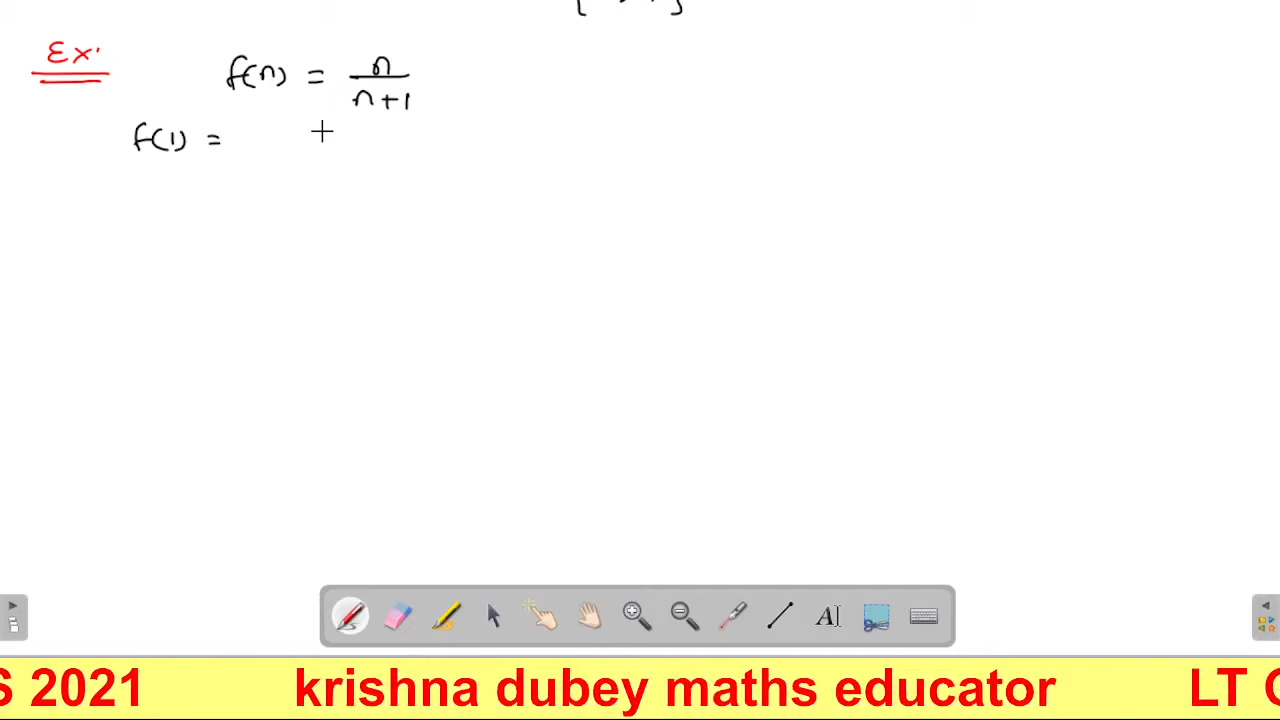 Ex.
f(n) = n/(n+1)
f(1) =
S 2021 krishna dubey maths educator LT G